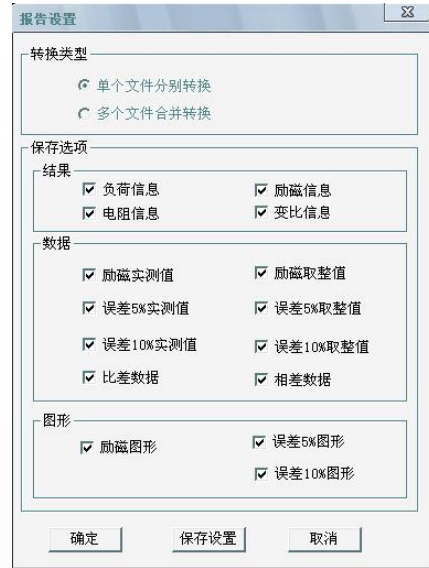 报告设置
转换类型
单个文件分别转换
多个文件合并转换
保存选项
结果
负荷信息 励磁信息
电阻信息 变比信息
数据
励磁实测值 励磁取整值
误差5%实测值 误差5%取整值
误差10%实测值 误差10%取整值
比差数据 相差数据
图形
励磁图形 误差5%图形
误差10%图形
确定 保存设置 取消